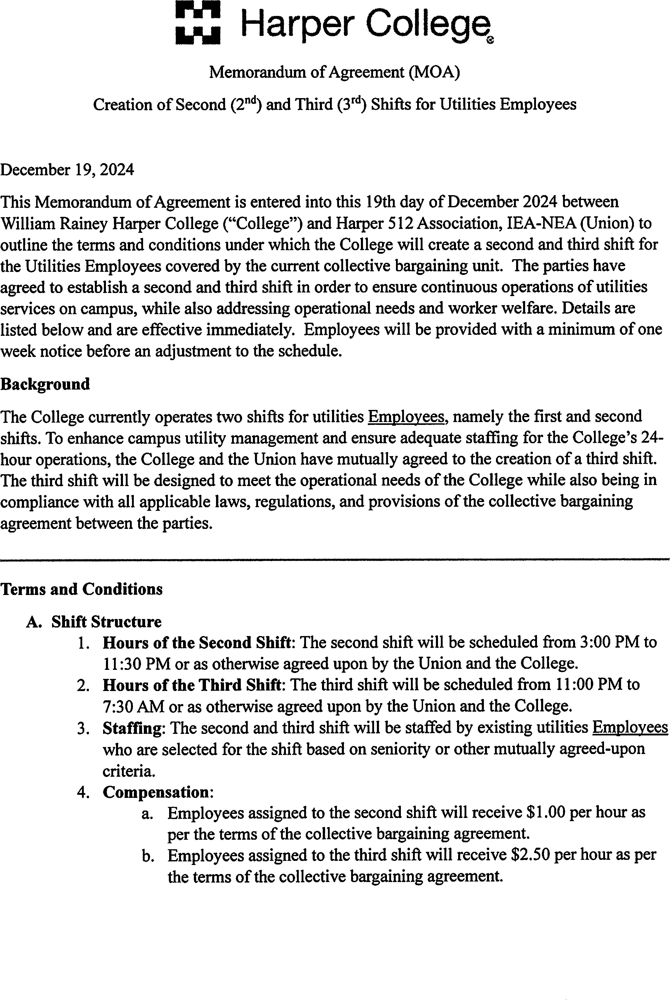 Harper College®
Memorandum of Agreement (MOA)
Creation of Second (2nd) and Third (3rd) Shifts for Utilities Employees
December 19, 2024
This Memorandum of Agreement is entered into this 19th day of December 2024 between
William Rainey Harper College (“College”) and Harper 512 Association, IEA-NEA (Union) to
outline the terms and conditions under which the College will create a second and third shift for
the Utilities Employees covered by the current collective bargaining unit.  The parties have
agreed to establish a second and third shift in order to ensure continuous operations of utilities
services on campus, while also addressing operational needs and worker welfare. Details are
listed below and are effective immediately.  Employees will be provided with a minimum of one
week notice before an adjustment to the schedule.
Background
The College currently operates two shifts for utilities Employees, namely the first and second
shifts. To enhance campus utility management and ensure adequate staffing for the College’s 24-
hour operations, the College and the Union have mutually agreed to the creation of a third shift.
The third shift will be designed to meet the operational needs of the College while also being in
compliance with all applicable laws, regulations, and provisions of the collective bargaining
agreement between the parties.
Terms and Conditions
A. Shift Structure
1. Hours of the Second Shift: The second shift will be scheduled from 3:00 PM to
11:30 PM or as otherwise agreed upon by the Union and the College.
2. Hours of the Third Shift: The third shift will be scheduled from 11:00 PM to
7:30 AM or as otherwise agreed upon by the Union and the College.
3. Staffing: The second and third shift will be staffed by existing utilities Employees
who are selected for the shift based on seniority or other mutually agreed-upon
criteria.
4. Compensation:
a. Employees assigned to the second shift will receive $1.00 per hour as
per the terms of the collective bargaining agreement.
b. Employees assigned to the third shift will receive $2.50 per hour as per
the terms of the collective bargaining agreement.